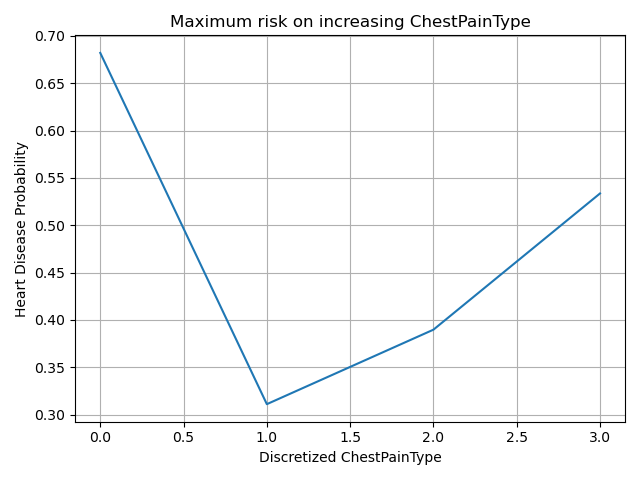 Maximum risk on increasing ChestPainType
0.70
0.65
0.60
0.55
0.50
0.45
0.40
0.35
0.30
Heart Disease Probability
0.0 0.5 1.0 1.5 2.0 2.5 3.0
Discretized ChestPainType